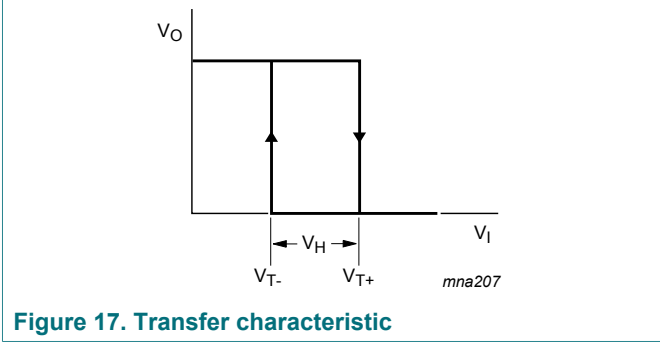 VO
VH
VI
VT-
VT+
mna207
Figure 17. Transfer characteristic